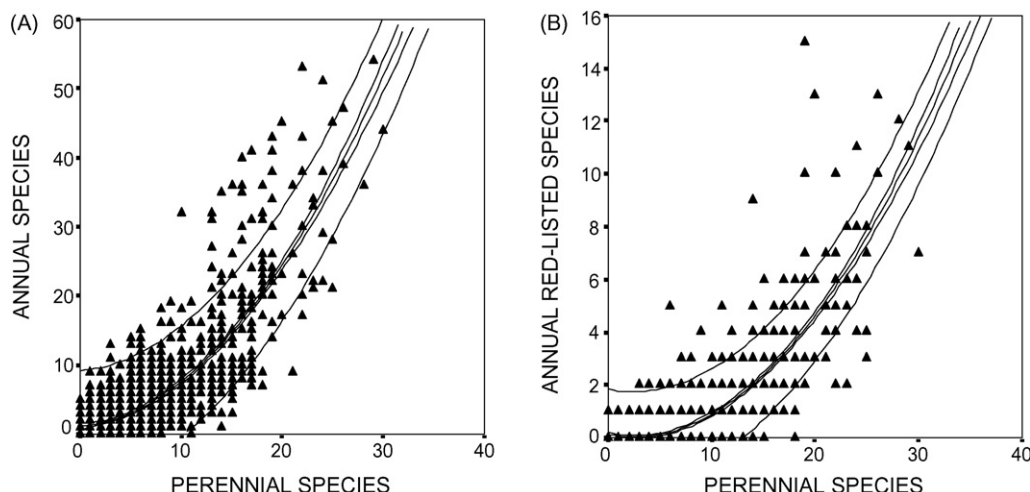 (A)
60
50
40
30
20
10
0
ANNUAL SPECIES
0 10 20 30 40
PERENNIAL SPECIES
(B)
16
14
12
10
8
6
4
2
0
ANNUAL RED-LISTED SPECIES
0 10 20 30 40
PERENNIAL SPECIES